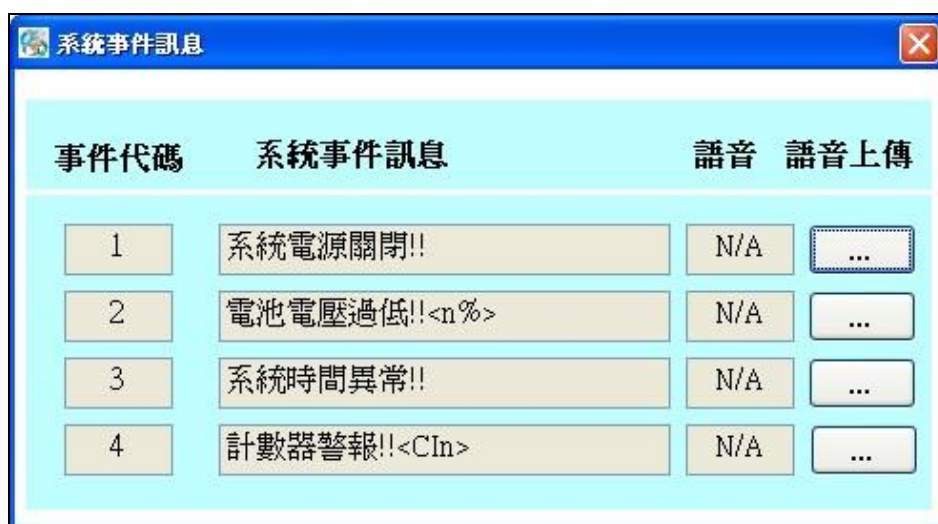 系統事件訊息
事件代碼 系統事件訊息 語音 語音上傳
1 系統電源關閉!! N/A ...
2 電池電壓過低!!<n%> N/A ...
3 系統時間異常!! N/A ...
4 計數器警報!!<CIn> N/A ...